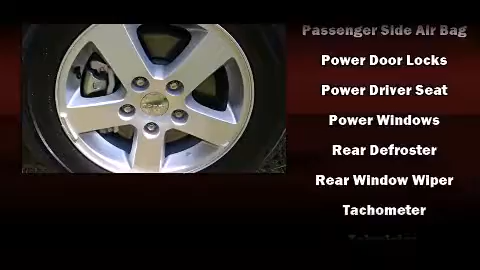 Passenger Side Air Bag
Power Door Locks
Power Driver Seat
Power Windows
Rear Defroster
Rear Window Wiper
Tachometer